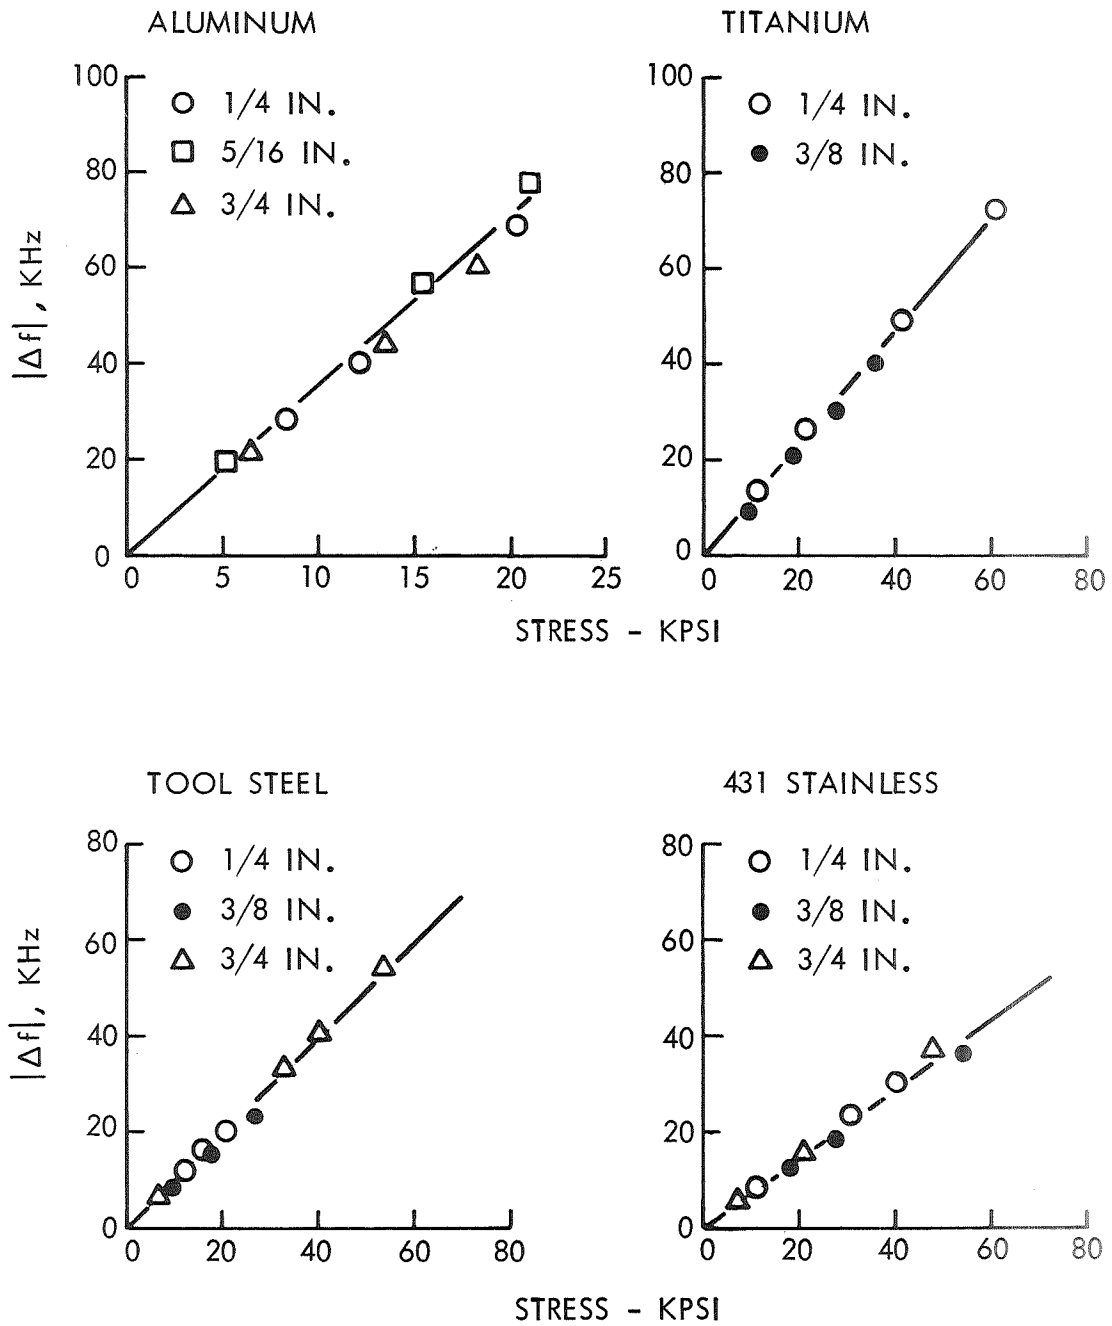 ALUMINUM
100
80
60
40
20
0
|Δf|, KHz
○ 1/4 IN.
□ 5/16 IN.
△ 3/4 IN.
0 5 10 15 20 25
TITANIUM
100
80
60
40
20
0
○ 1/4 IN.
● 3/8 IN.
0 20 40 60 80
STRESS - KPSI
TOOL STEEL
80
60
40
20
0
|Δf|, KHz
○ 1/4 IN.
● 3/8 IN.
△ 3/4 IN.
0 20 40 60 80
431 STAINLESS
80
60
40
20
0
○ 1/4 IN.
● 3/8 IN.
△ 3/4 IN.
0 20 40 60 80
STRESS - KPSI